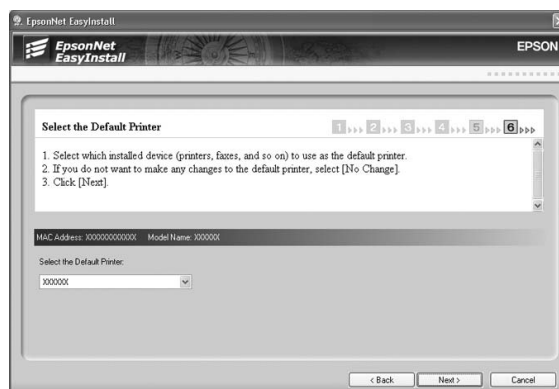 EpsonNet EasyInstall
EpsonNet
EasyInstall
EPSON
Select the Default Printer
1 2 3 4 5 6
1. Select which installed device (printers, faxes, and so on) to use as the default printer.
2. If you do not want to make any changes to the default printer, select [No Change].
3. Click [Next].
MAC Address: XXXXXXXXXXXX Model Name: XXXXXX
Select the Default Printer:
XXXXXX
< Back Next > Cancel